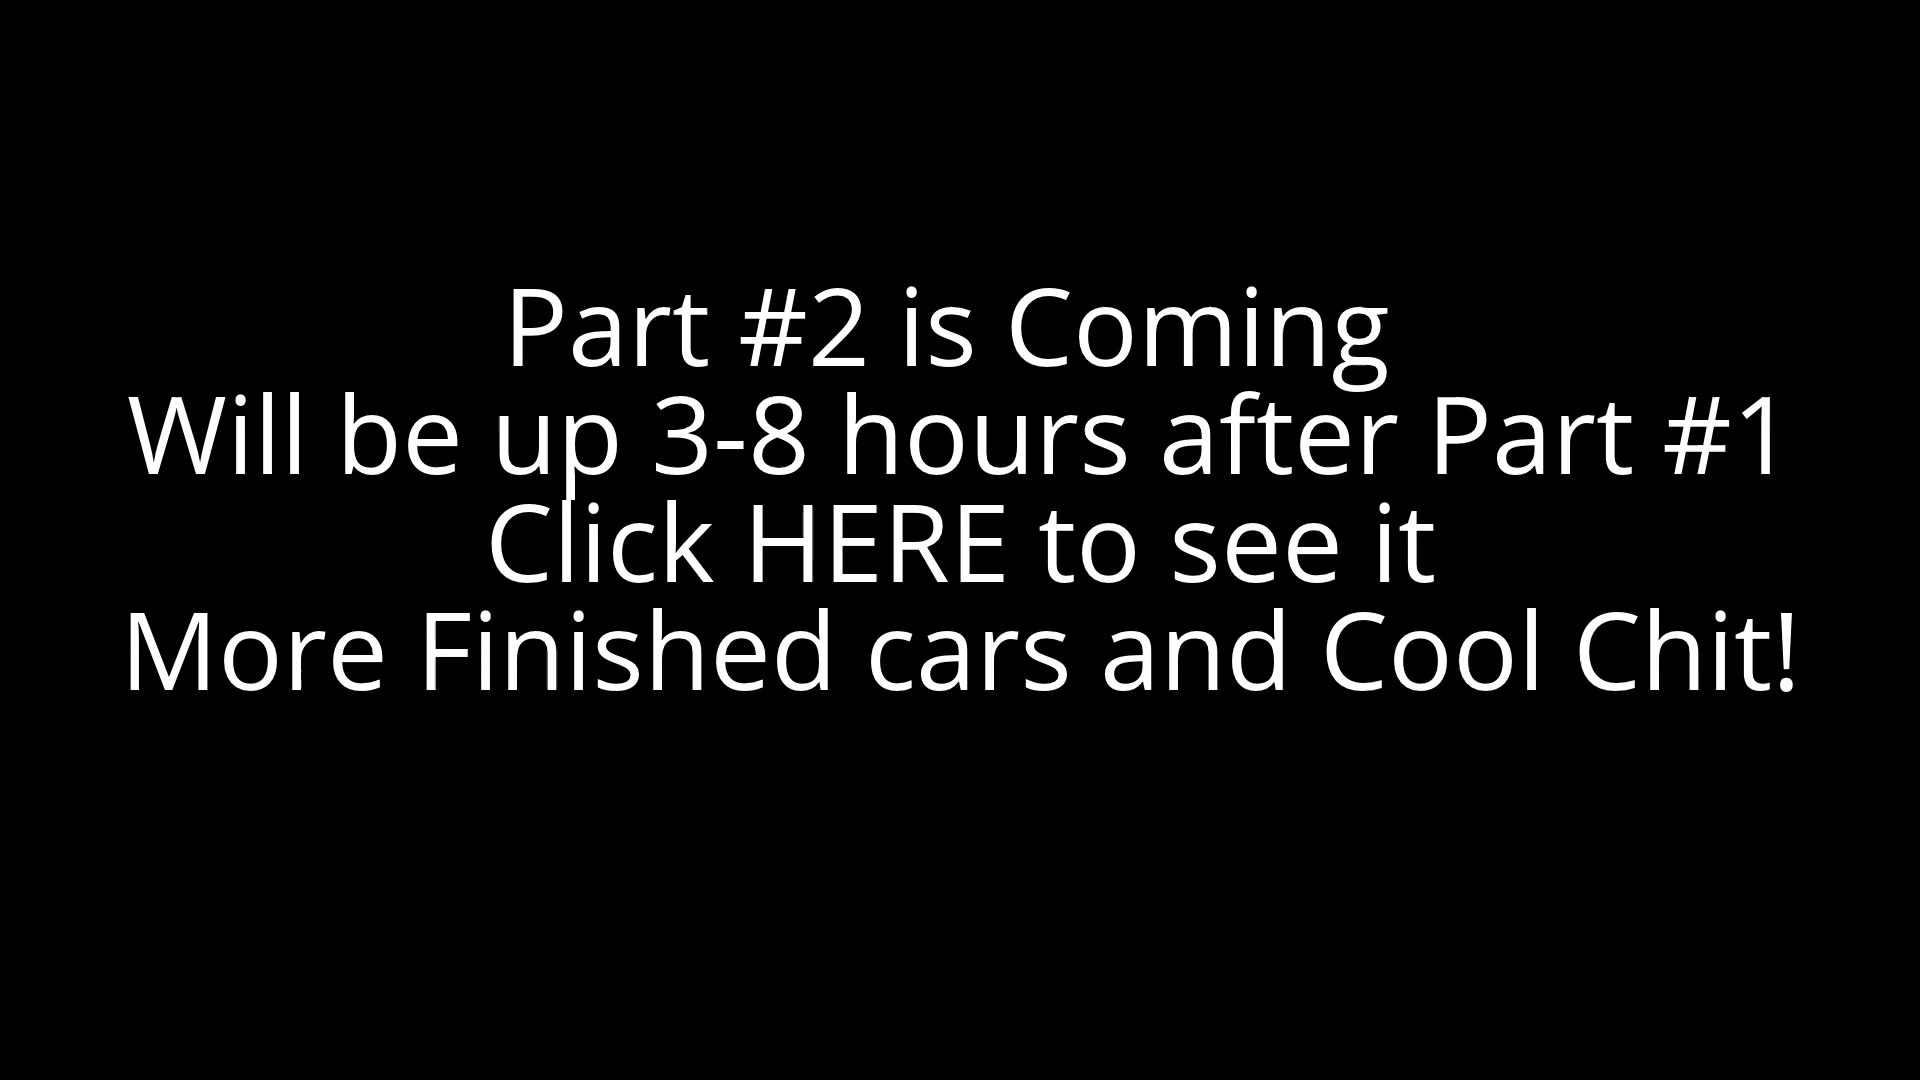 Part #2 is Coming
Will be up 3-8 hours after Part #1
Click HERE to see it
More Finished cars and Cool Chit!